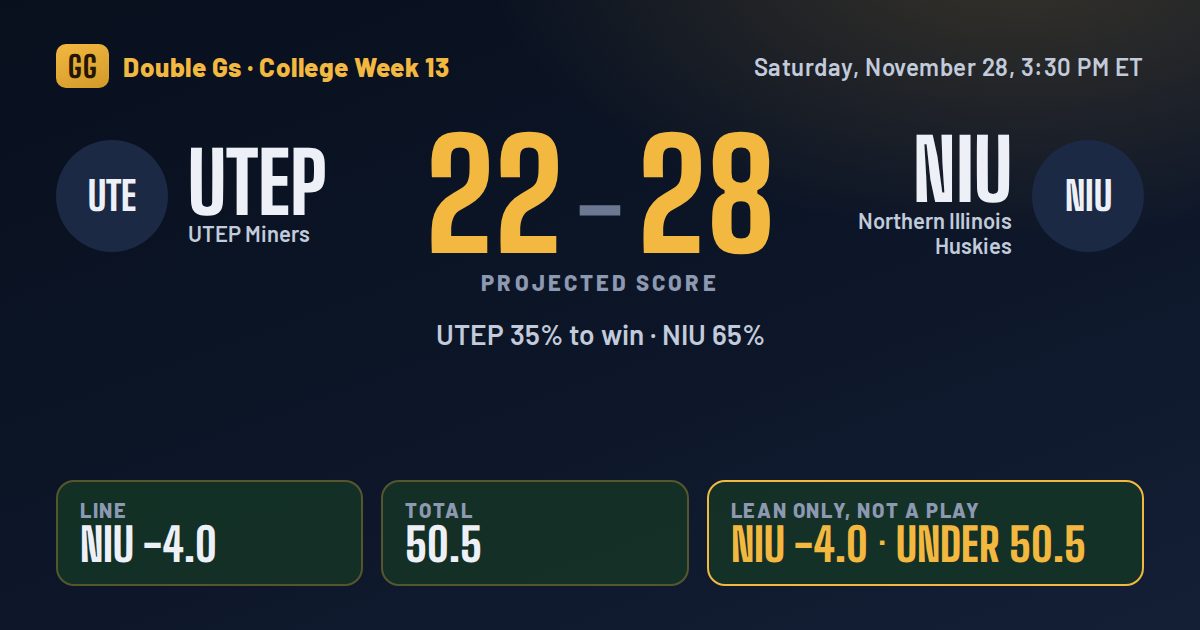 GG Double Gs · College Week 13
Saturday, November 28, 3:30 PM ET
UTE
UTEP
UTEP Miners
22 – 28
PROJECTED SCORE
UTEP 35% to win · NIU 65%
NIU
Northern Illinois
Huskies
NIU
LINE
NIU −4.0
TOTAL
50.5
LEAN ONLY, NOT A PLAY
NIU −4.0 · UNDER 50.5